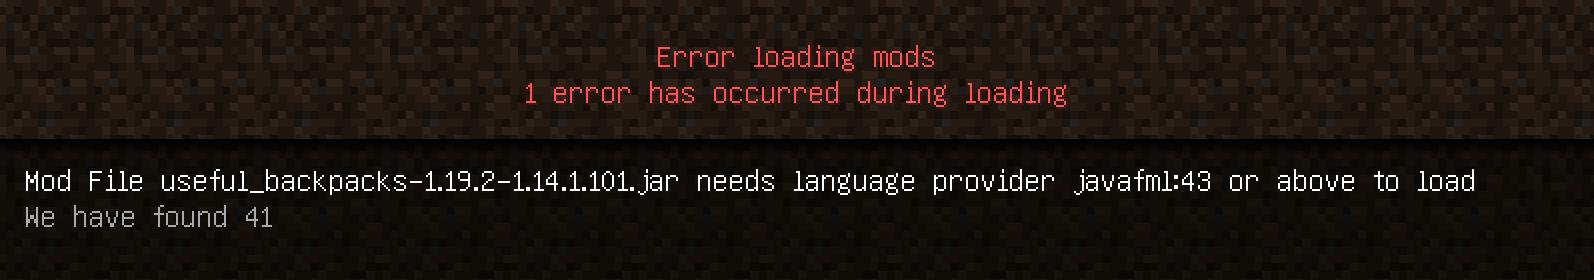 Error loading mods
1 error has occurred during loading
Mod File useful_backpacks-1.19.2-1.14.1.101.jar needs language provider javafml:43 or above to load
We have found 41